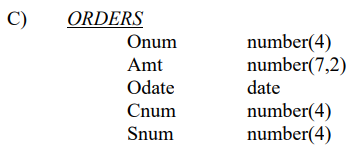 C) ORDERS
Onum number(4)
Amt number(7,2)
Odate date
Cnum number(4)
Snum number(4)